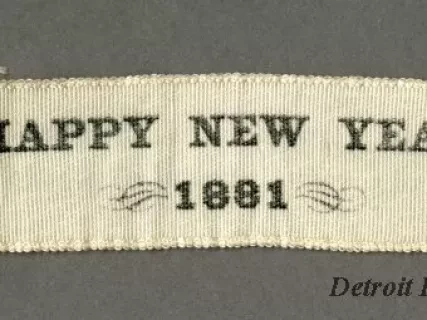 HAPPY NEW YEA
1881
Detroit